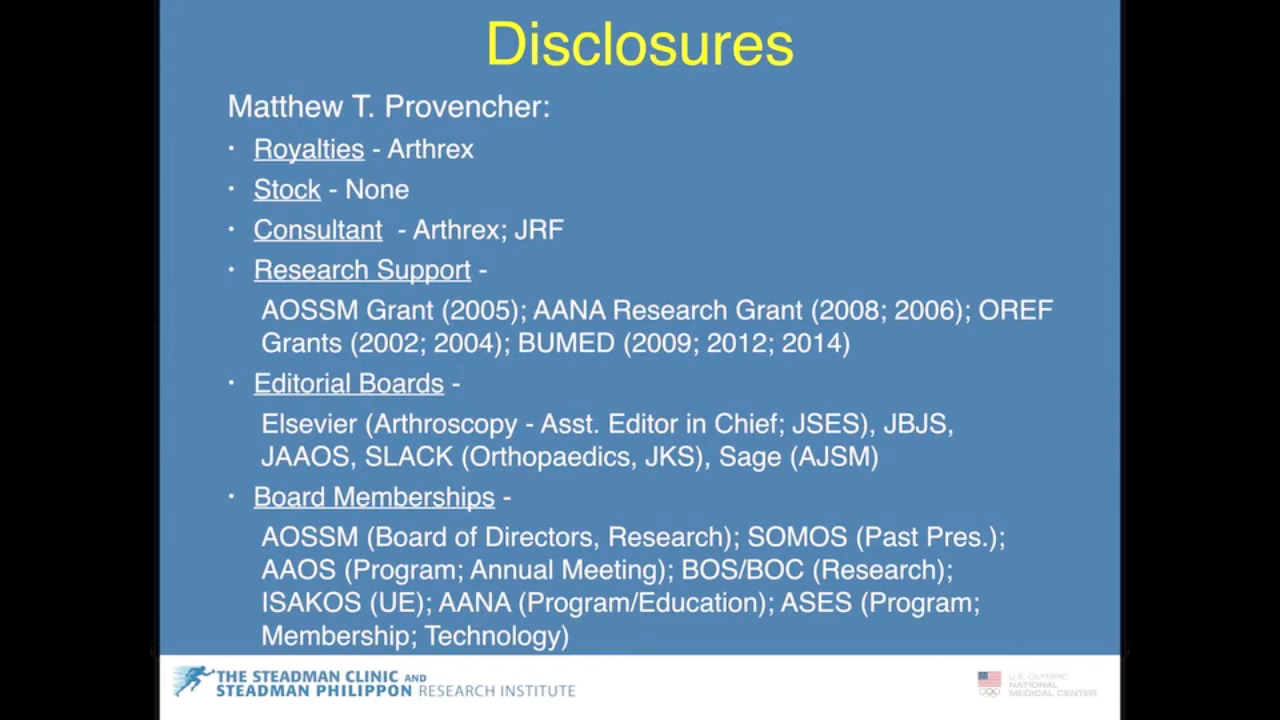 Disclosures
Matthew T. Provencher:
• Royalties - Arthrex
• Stock - None
• Consultant - Arthrex; JRF
• Research Support -
AOSSM Grant (2005); AANA Research Grant (2008; 2006); OREF
Grants (2002; 2004); BUMED (2009; 2012; 2014)
• Editorial Boards -
Elsevier (Arthroscopy - Asst. Editor in Chief; JSES), JBJS,
JAAOS, SLACK (Orthopaedics, JKS), Sage (AJSM)
• Board Memberships -
AOSSM (Board of Directors, Research); SOMOS (Past Pres.);
AAOS (Program; Annual Meeting); BOS/BOC (Research);
ISAKOS (UE); AANA (Program/Education); ASES (Program;
Membership; Technology)
THE STEADMAN CLINIC AND
STEADMAN PHILIPPON RESEARCH INSTITUTE
U.S. OLYMPIC
NATIONAL
MEDICAL CENTER